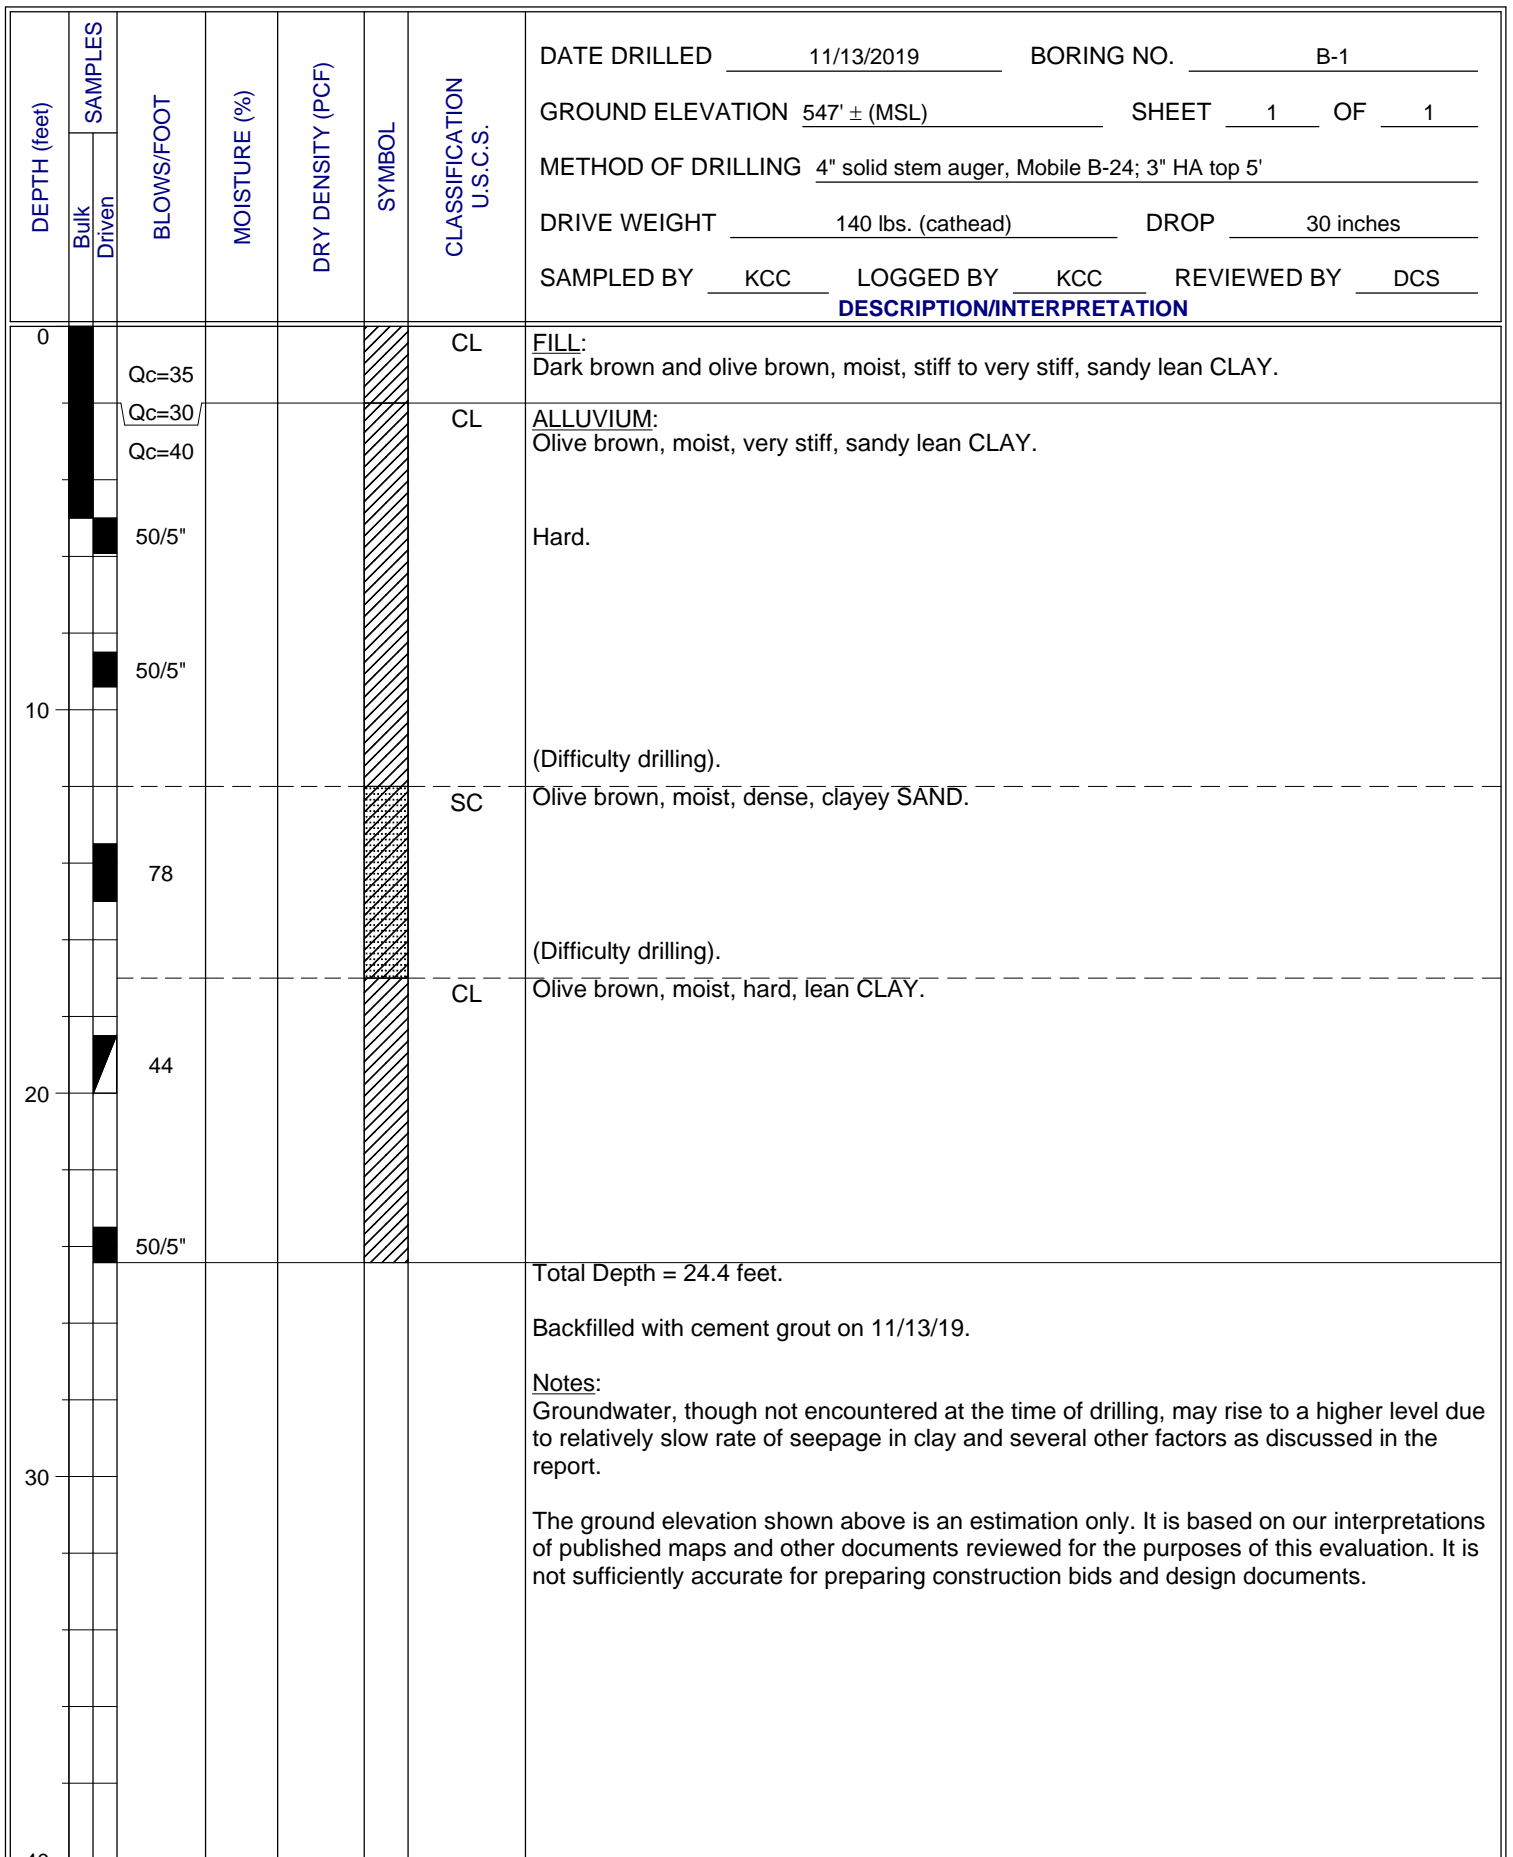 DEPTH (feet)
SAMPLES
Bulk
Driven
BLOWS/FOOT
MOISTURE (%)
DRY DENSITY (PCF)
SYMBOL
CLASSIFICATION
U.S.C.S.
DATE DRILLED 11/13/2019 BORING NO. B-1
GROUND ELEVATION 547' ± (MSL) SHEET 1 OF 1
METHOD OF DRILLING 4" solid stem auger, Mobile B-24; 3" HA top 5'
DRIVE WEIGHT 140 lbs. (cathead) DROP 30 inches
SAMPLED BY KCC LOGGED BY KCC REVIEWED BY DCS
DESCRIPTION/INTERPRETATION
0 CL FILL:
Dark brown and olive brown, moist, stiff to very stiff, sandy lean CLAY.
Qc=35
Qc=30 CL ALLUVIUM:
Olive brown, moist, very stiff, sandy lean CLAY.
Qc=40
50/5" Hard.
50/5"
10
(Difficulty drilling).
SC Olive brown, moist, dense, clayey SAND.
78
(Difficulty drilling).
CL Olive brown, moist, hard, lean CLAY.
44
20
50/5"
Total Depth = 24.4 feet.
Backfilled with cement grout on 11/13/19.
Notes:
Groundwater, though not encountered at the time of drilling, may rise to a higher level due
to relatively slow rate of seepage in clay and several other factors as discussed in the
report.
30
The ground elevation shown above is an estimation only. It is based on our interpretations
of published maps and other documents reviewed for the purposes of this evaluation. It is
not sufficiently accurate for preparing construction bids and design documents.